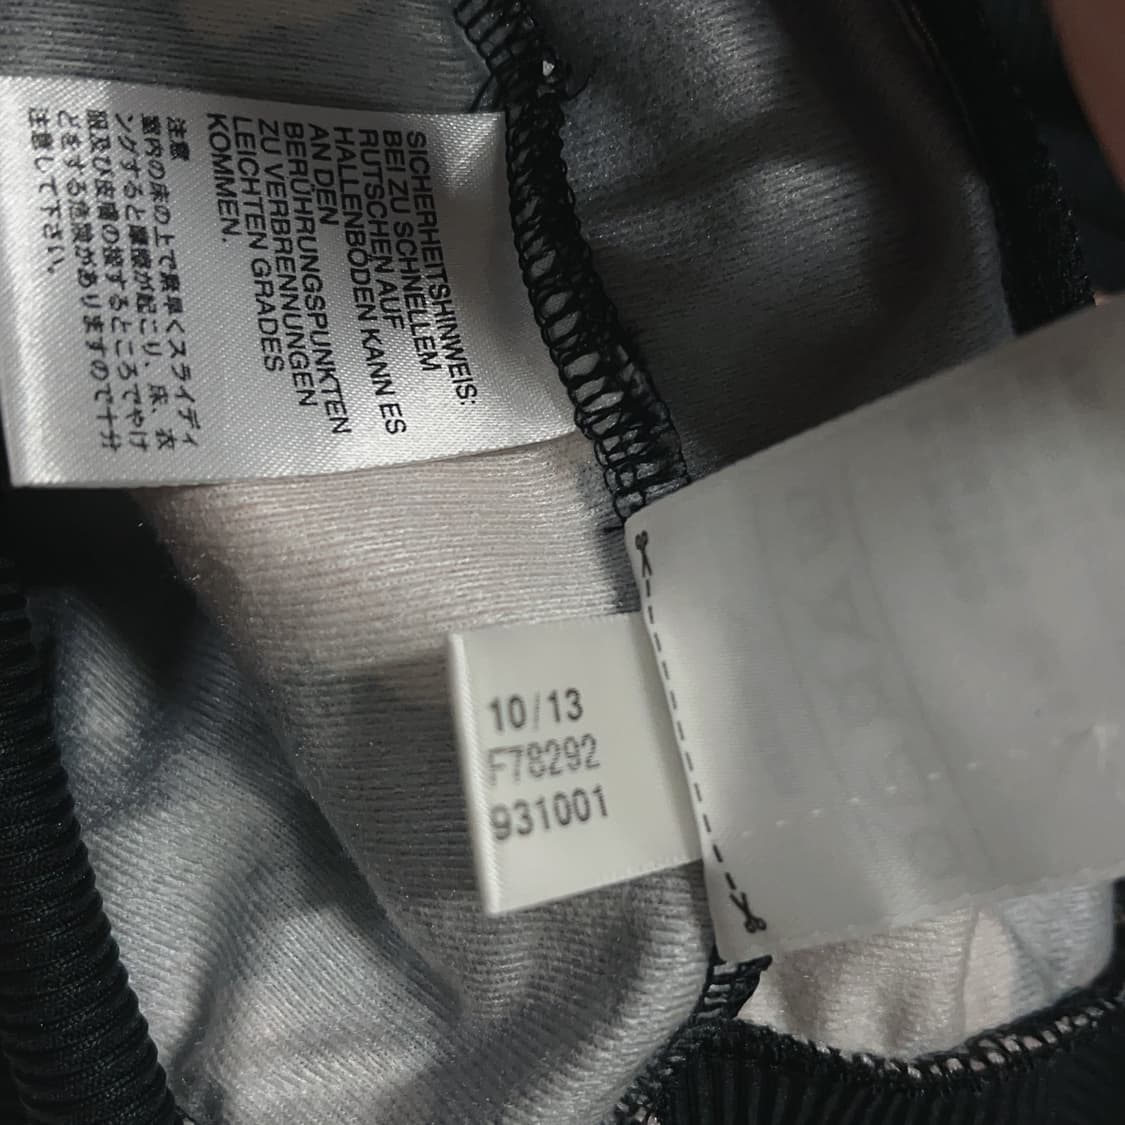 SICHERHEITSHINWEIS:
BEI ZU SCHNELLEM
RUTSCHEN AUF
HALLENBÖDEN KANN ES
AN DEN
BERÜHRUNGSPUNKTEN
ZU VERBRENNUNGEN
LEICHTEN GRADES
KOMMEN.
注意
室内の床の上で素早くスライディ
ングすると摩擦が起こり、床、衣
服及び皮膚の接するところでやけ
どをする危険がありますので十分
注意して下さい。
10/13
F78292
931001